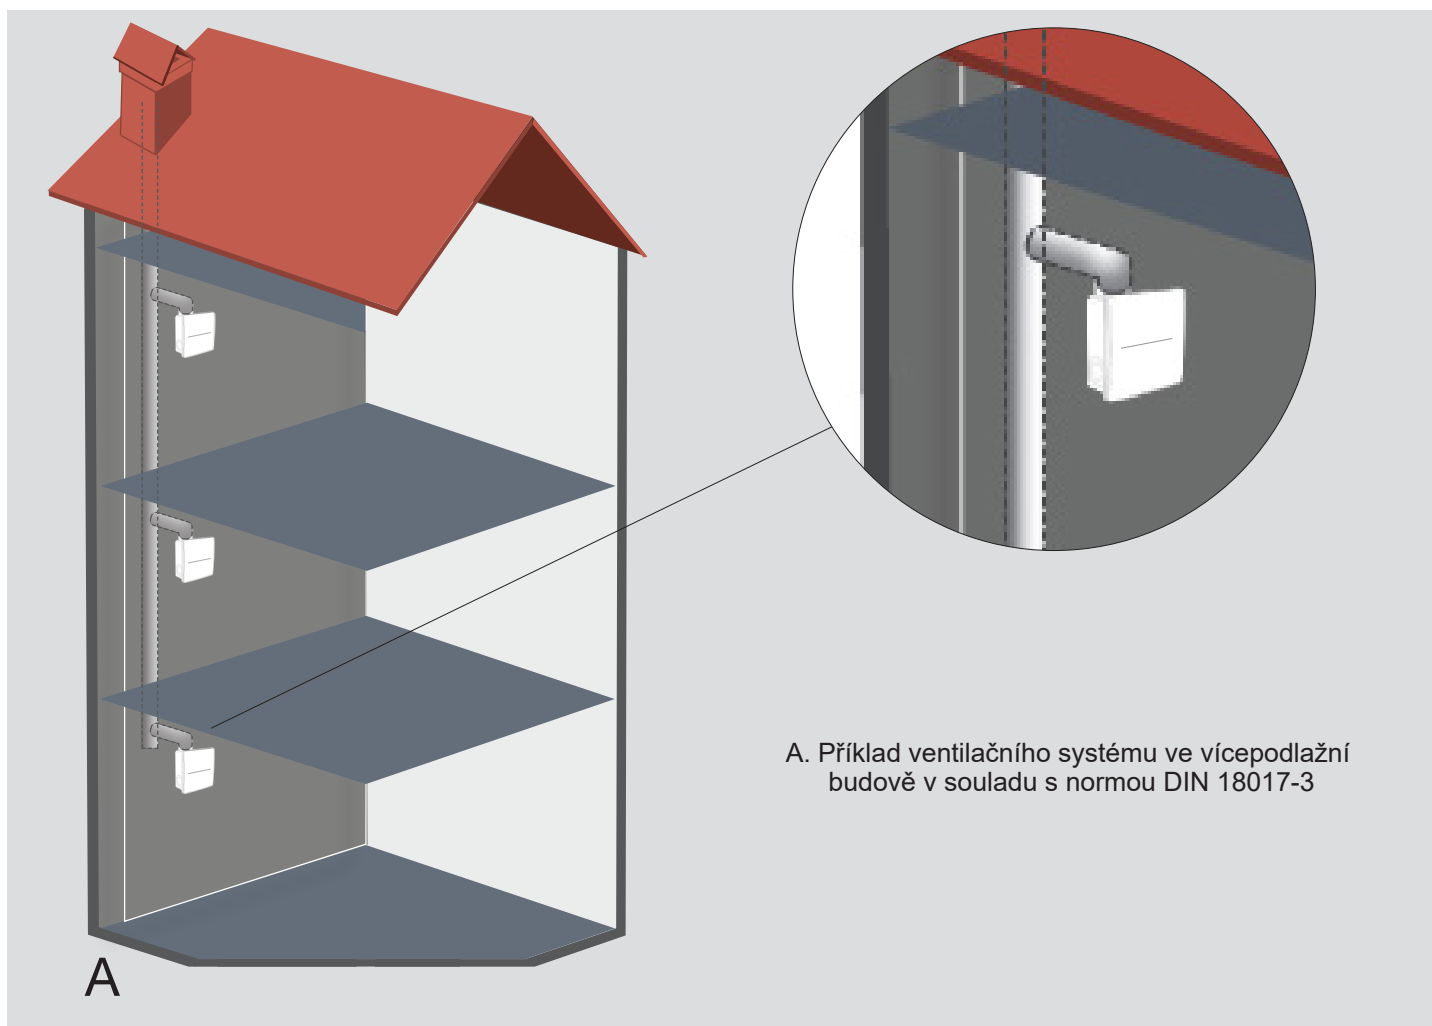 A. Příklad ventilačního systému ve vícepodlažní
budově v souladu s normou DIN 18017-3
A